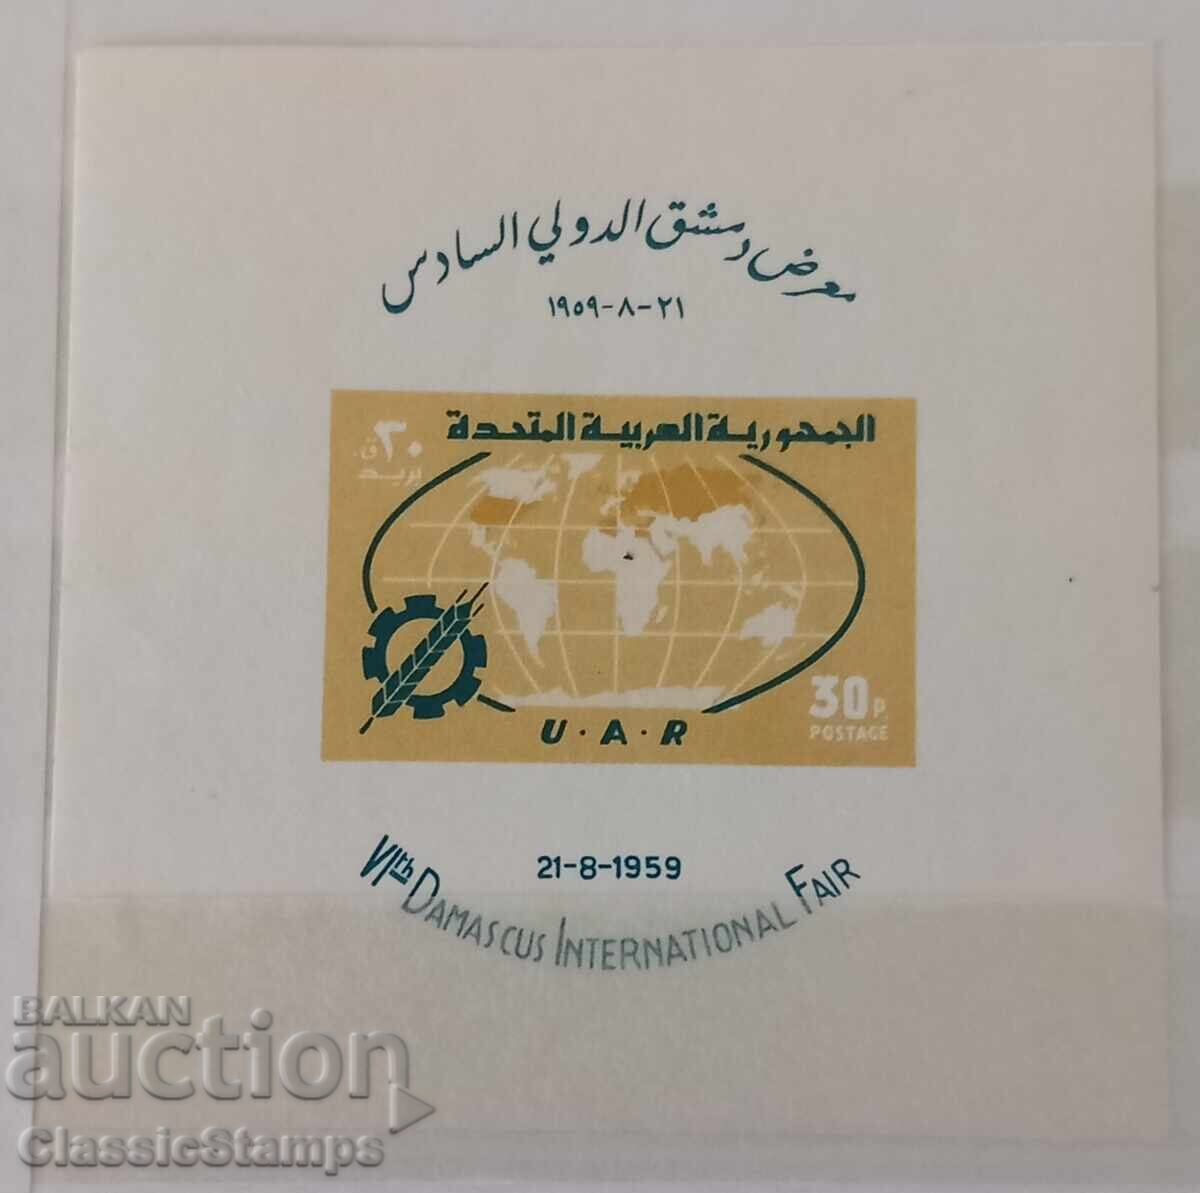 معرض دمشق الدولي السادس
٢١-٨-١٩٥٩
الجمهورية العربية المتحدة
٣٠ ق
بريد
30 P
POSTAGE
U · A · R
21-8-1959
VIth DAMASCUS INTERNATIONAL FAIR
BALKAN
auction
ClassicStamps